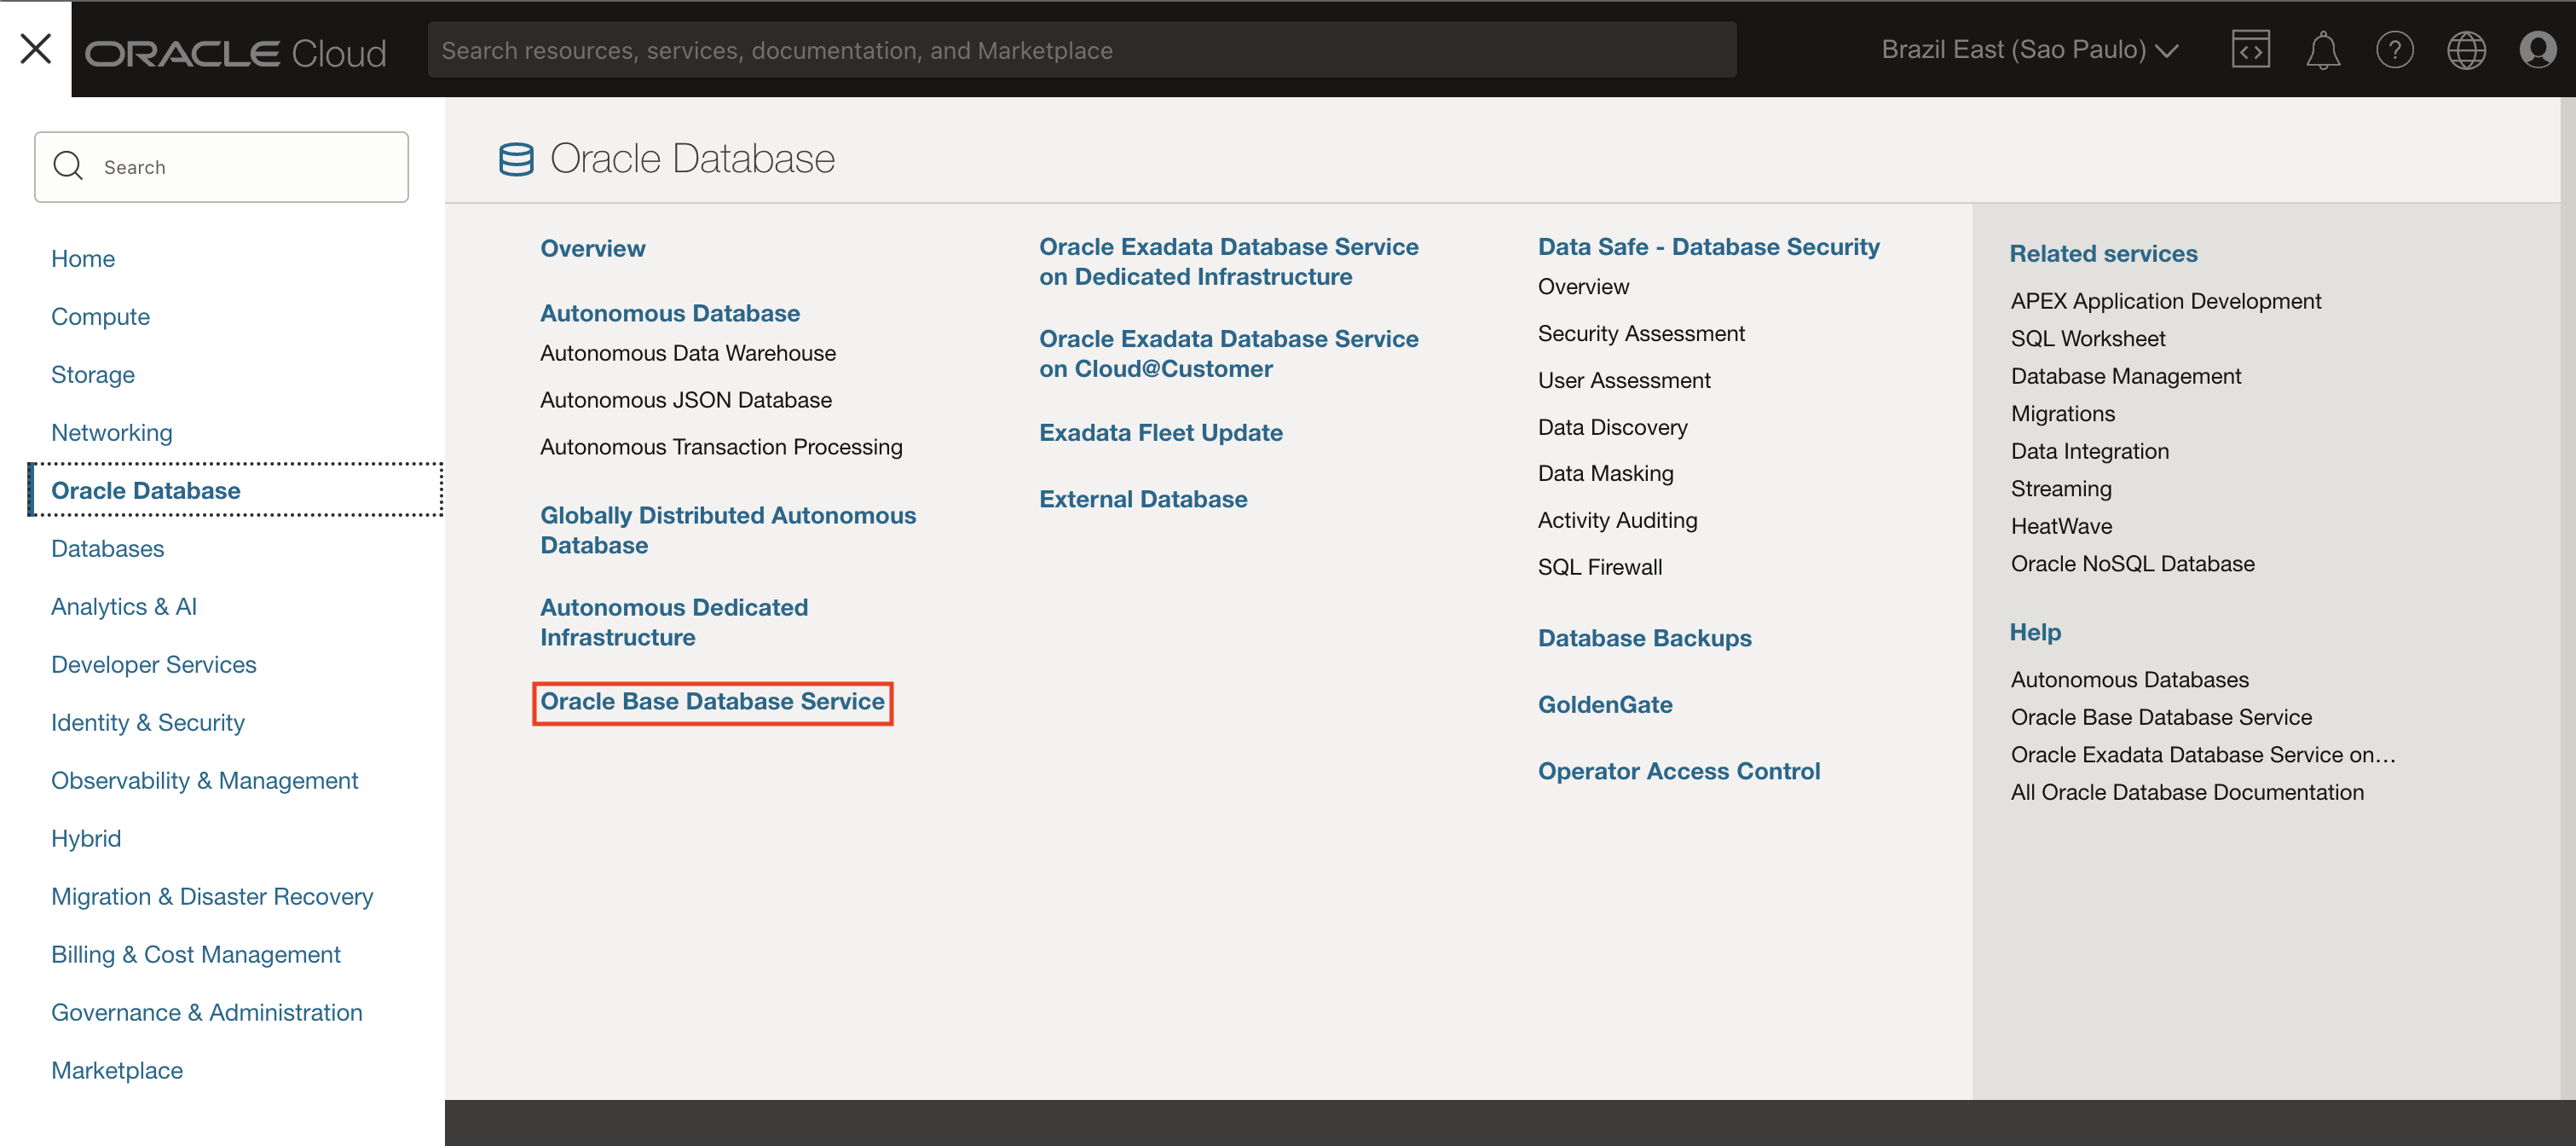 ORACLE Cloud
Search resources, services, documentation, and Marketplace
Brazil East (Sao Paulo)
Search
Home
Compute
Storage
Networking
Oracle Database
Databases
Analytics & AI
Developer Services
Identity & Security
Observability & Management
Hybrid
Migration & Disaster Recovery
Billing & Cost Management
Governance & Administration
Marketplace
Oracle Database
Overview
Autonomous Database
Autonomous Data Warehouse
Autonomous JSON Database
Autonomous Transaction Processing
Globally Distributed Autonomous
Database
Autonomous Dedicated
Infrastructure
Oracle Base Database Service
Oracle Exadata Database Service
on Dedicated Infrastructure
Oracle Exadata Database Service
on Cloud@Customer
Exadata Fleet Update
External Database
Data Safe - Database Security
Overview
Security Assessment
User Assessment
Data Discovery
Data Masking
Activity Auditing
SQL Firewall
Database Backups
GoldenGate
Operator Access Control
Related services
APEX Application Development
SQL Worksheet
Database Management
Migrations
Data Integration
Streaming
HeatWave
Oracle NoSQL Database
Help
Autonomous Databases
Oracle Base Database Service
Oracle Exadata Database Service on...
All Oracle Database Documentation